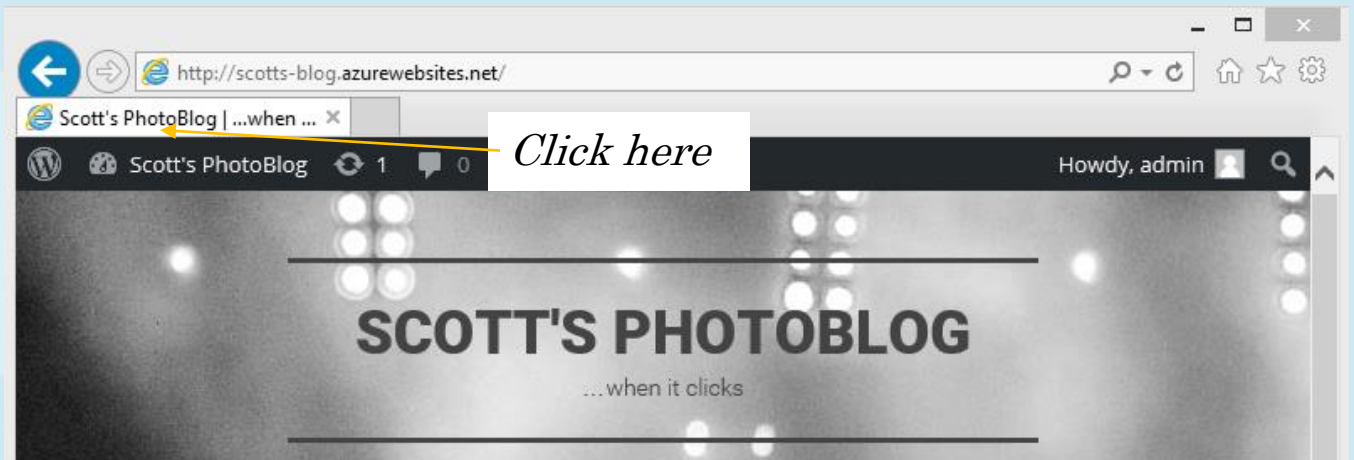 http://scotts-blog.azurewebsites.net/
Scott's PhotoBlog | ...when ...
Click here
Scott's PhotoBlog 1 0
Howdy, admin
SCOTT'S PHOTOBLOG
...when it clicks